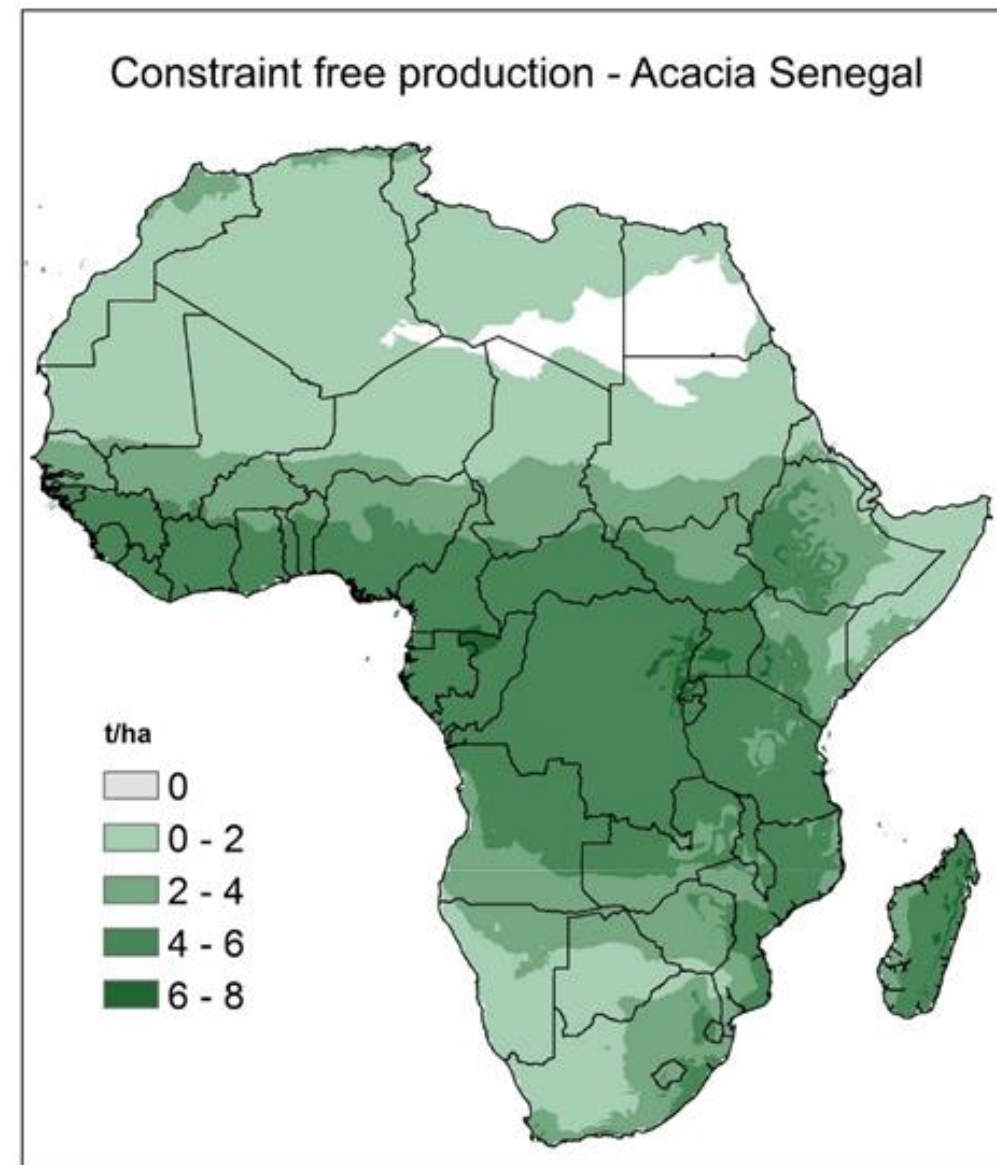 Constraint free production - Acacia Senegal
t/ha
0
0 - 2
2 - 4
4 - 6
6 - 8